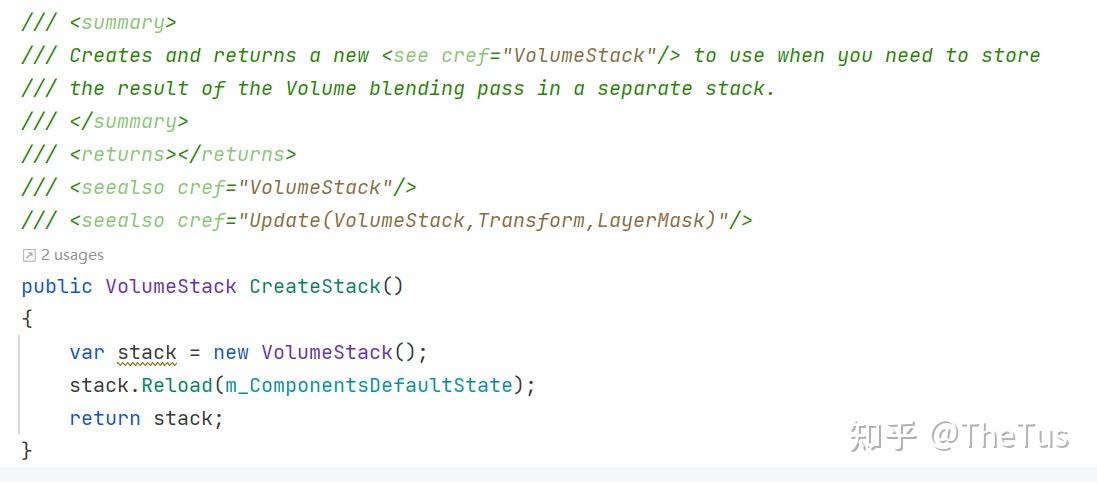 /// <summary>
/// Creates and returns a new <see cref="VolumeStack"/> to use when you need to store
/// the result of the Volume blending pass in a separate stack.
/// </summary>
/// <returns></returns>
/// <seealso cref="VolumeStack"/>
/// <seealso cref="Update(VolumeStack,Transform,LayerMask)"/>
2 usages
public VolumeStack CreateStack()
{
    var stack = new VolumeStack();
    stack.Reload(m_ComponentsDefaultState);
    return stack;
}
知乎 @TheTus